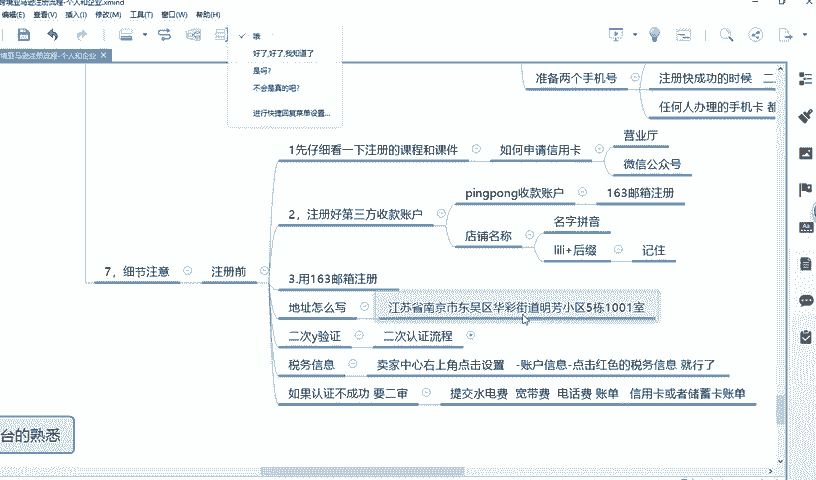 亚马逊注册流程-个人和企业.xmind
编辑(E) 查看(V) 插入(I) 修改(M) 工具(T) 窗口(W) 帮助(H)
亚马逊注册流程-个人和企业
哦
好了,好了,我知道了
是吗?
不会是真的吧?
进行快捷回复菜单设置...
准备两个手机号
注册快成功的时候 二
任何人办理的手机卡 都
1先仔细看一下注册的课程和课件
如何申请信用卡
营业厅
微信公众号
2，注册好第三方收款账户
pingpong收款账户
163邮箱注册
店铺名称
名字拼音
lili+后缀
记住
7，细节注意
注册前
3.用163邮箱注册
地址怎么写
江苏省南京市东吴区华彩街道明芳小区5栋1001室
二次y验证
二次认证流程
税务信息
卖家中心右上角点击设置 -账户信息-点击红色的税务信息 就行了
如果认证不成功 要二审
提交水电费 宽带费 电话费 账单 信用卡或者储蓄卡账单
台的熟悉